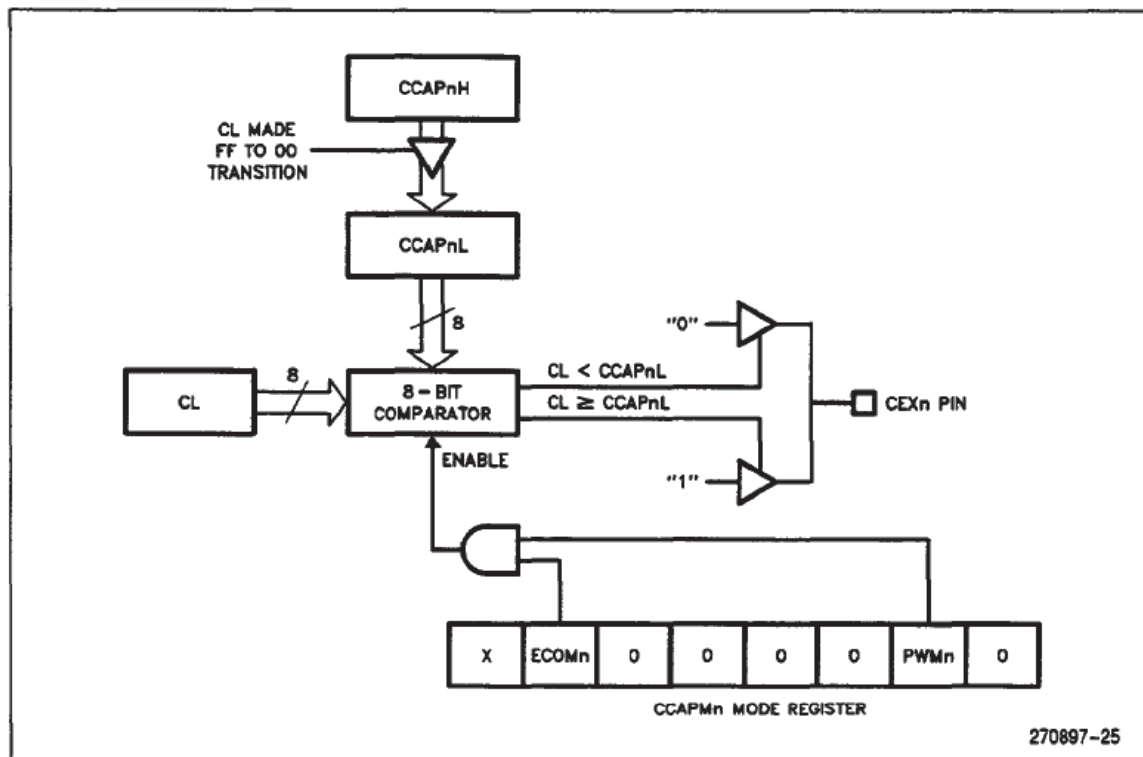 CCAPnH
CL MADE
FF TO 00
TRANSITION
CCAPnL
8
"0"
CL
8
8-BIT
COMPARATOR
CL < CCAPnL
CL ≥ CCAPnL
CEXn PIN
ENABLE
"1"
X ECOMn 0 0 0 0 PWMn 0
CCAPMn MODE REGISTER
270897-25